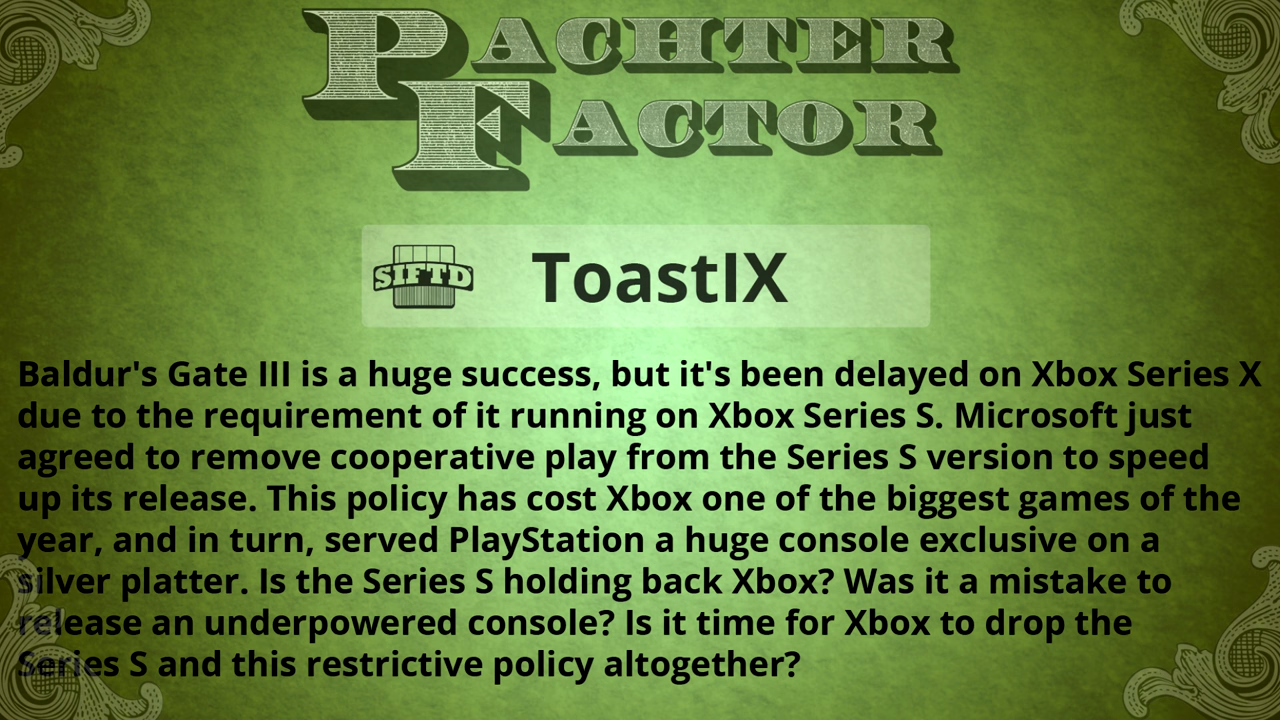 PACHTER
FACTOR
SIFTD
ToastIX
Baldur's Gate III is a huge success, but it's been delayed on Xbox Series X
due to the requirement of it running on Xbox Series S. Microsoft just
agreed to remove cooperative play from the Series S version to speed
up its release. This policy has cost Xbox one of the biggest games of the
year, and in turn, served PlayStation a huge console exclusive on a
silver platter. Is the Series S holding back Xbox? Was it a mistake to
release an underpowered console? Is it time for Xbox to drop the
Series S and this restrictive policy altogether?